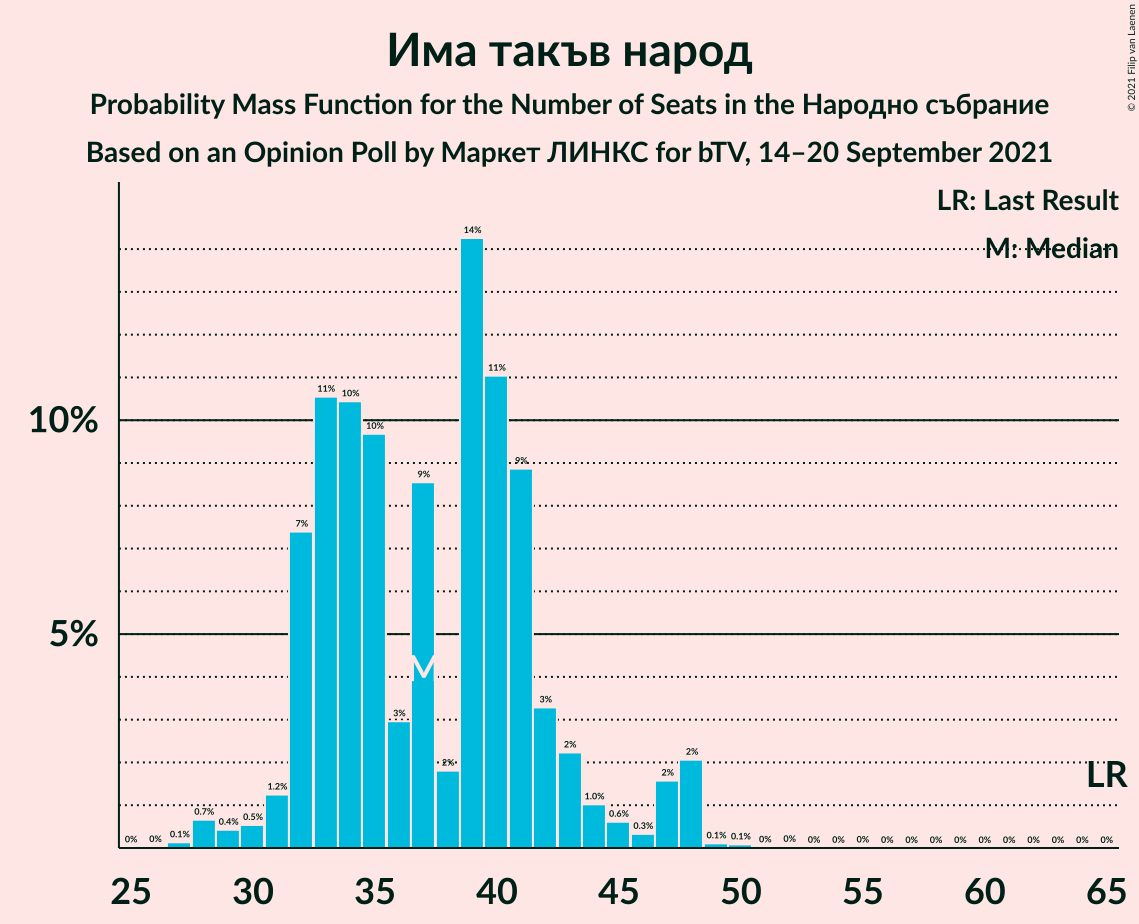 Има такъв народ
Probability Mass Function for the Number of Seats in the Народно събрание
Based on an Opinion Poll by Маркет ЛИНКС for bTV, 14–20 September 2021
© 2021 Filip van Laenen
LR: Last Result
M: Median
10%
5%
0% 0% 0.1% 0.7% 0.4% 0.5% 1.2% 7% 11% 10% 10% 3% 9% 2% 14% 11% 9% 3% 2% 1.0% 0.6% 0.3% 2% 2% 0.1% 0.1% 0% 0% 0% 0% 0% 0% 0% 0% 0% 0% 0% 0% 0% 0% 0%
M
LR
25 30 35 40 45 50 55 60 65